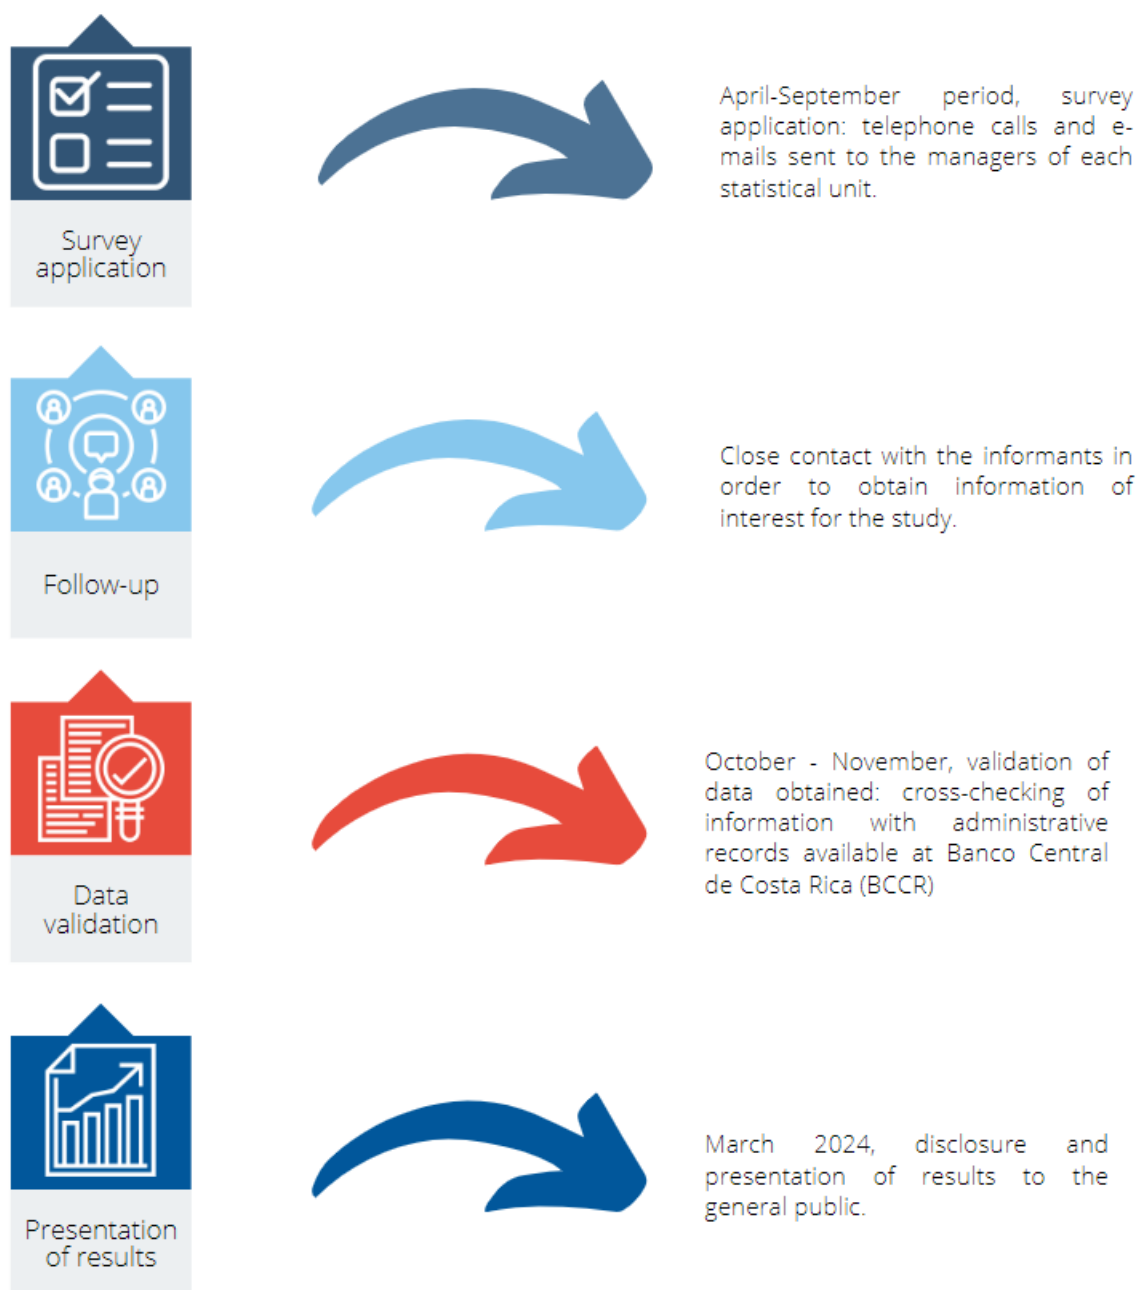 Survey
application
April-September period, survey
application: telephone calls and e-
mails sent to the managers of each
statistical unit.
Follow-up
Close contact with the informants in
order to obtain information of
interest for the study.
Data
validation
October - November, validation of
data obtained: cross-checking of
information with administrative
records available at Banco Central
de Costa Rica (BCCR)
Presentation
of results
March 2024, disclosure and
presentation of results to the
general public.